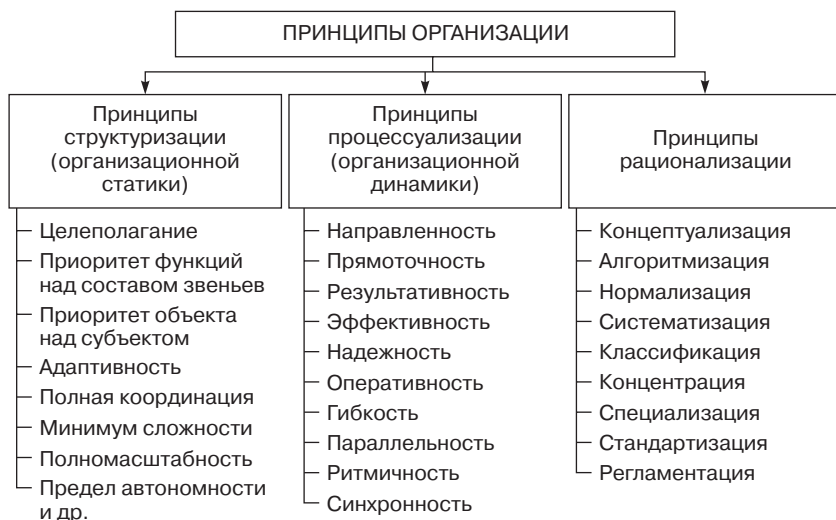 ПРИНЦИПЫ ОРГАНИЗАЦИИ
Принципы
структуризации
(организационной
статики)
Целеполагание
Приоритет функций
над составом звеньев
Приоритет объекта
над субъектом
Адаптивность
Полная координация
Минимум сложности
Полномасштабность
Предел автономности
и др.
Принципы
процессуализации
(организационной
динамики)
Направленность
Прямоточность
Результативность
Эффективность
Надежность
Оперативность
Гибкость
Параллельность
Ритмичность
Синхронность
Принципы
рационализации
Концептуализация
Алгоритмизация
Нормализация
Систематизация
Классификация
Концентрация
Специализация
Стандартизация
Регламентация